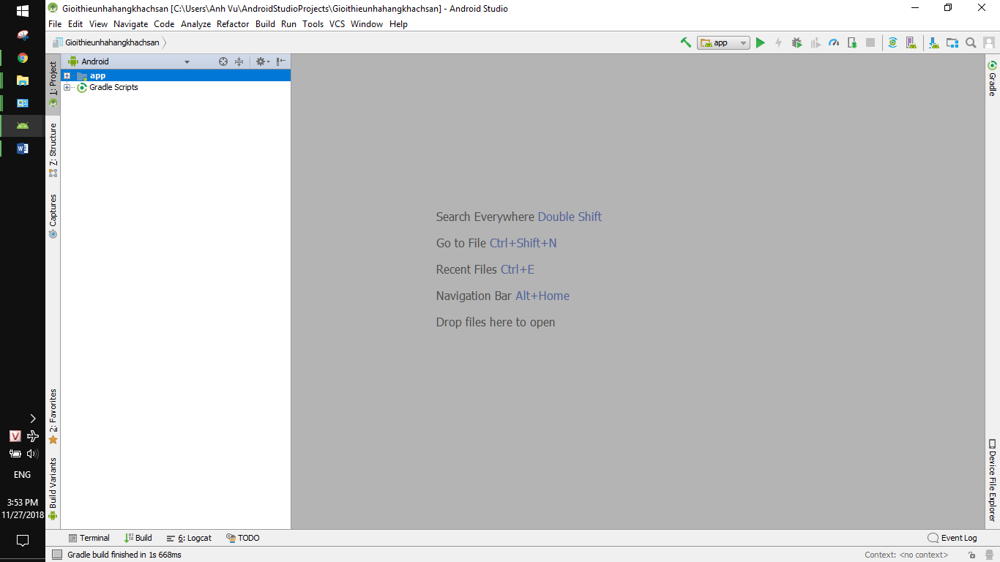 Gioithieunhahangkhachsan [C:\Users\Anh Vu\AndroidStudioProjects\Gioithieunhahangkhachsan] - Android Studio
File Edit View Navigate Code Analyze Refactor Build Run Tools VCS Window Help
Gioithieunhahangkhachsan
app
Android
app
Gradle Scripts
1: Project
7: Structure
Captures
2: Favorites
Build Variants
Search Everywhere Double Shift
Go to File Ctrl+Shift+N
Recent Files Ctrl+E
Navigation Bar Alt+Home
Drop files here to open
Gradle
Device File Explorer
V
W
ENG
3:53 PM
11/27/2018
Terminal Build 6: Logcat TODO
Event Log
Gradle build finished in 1s 668ms
Context: <no context>